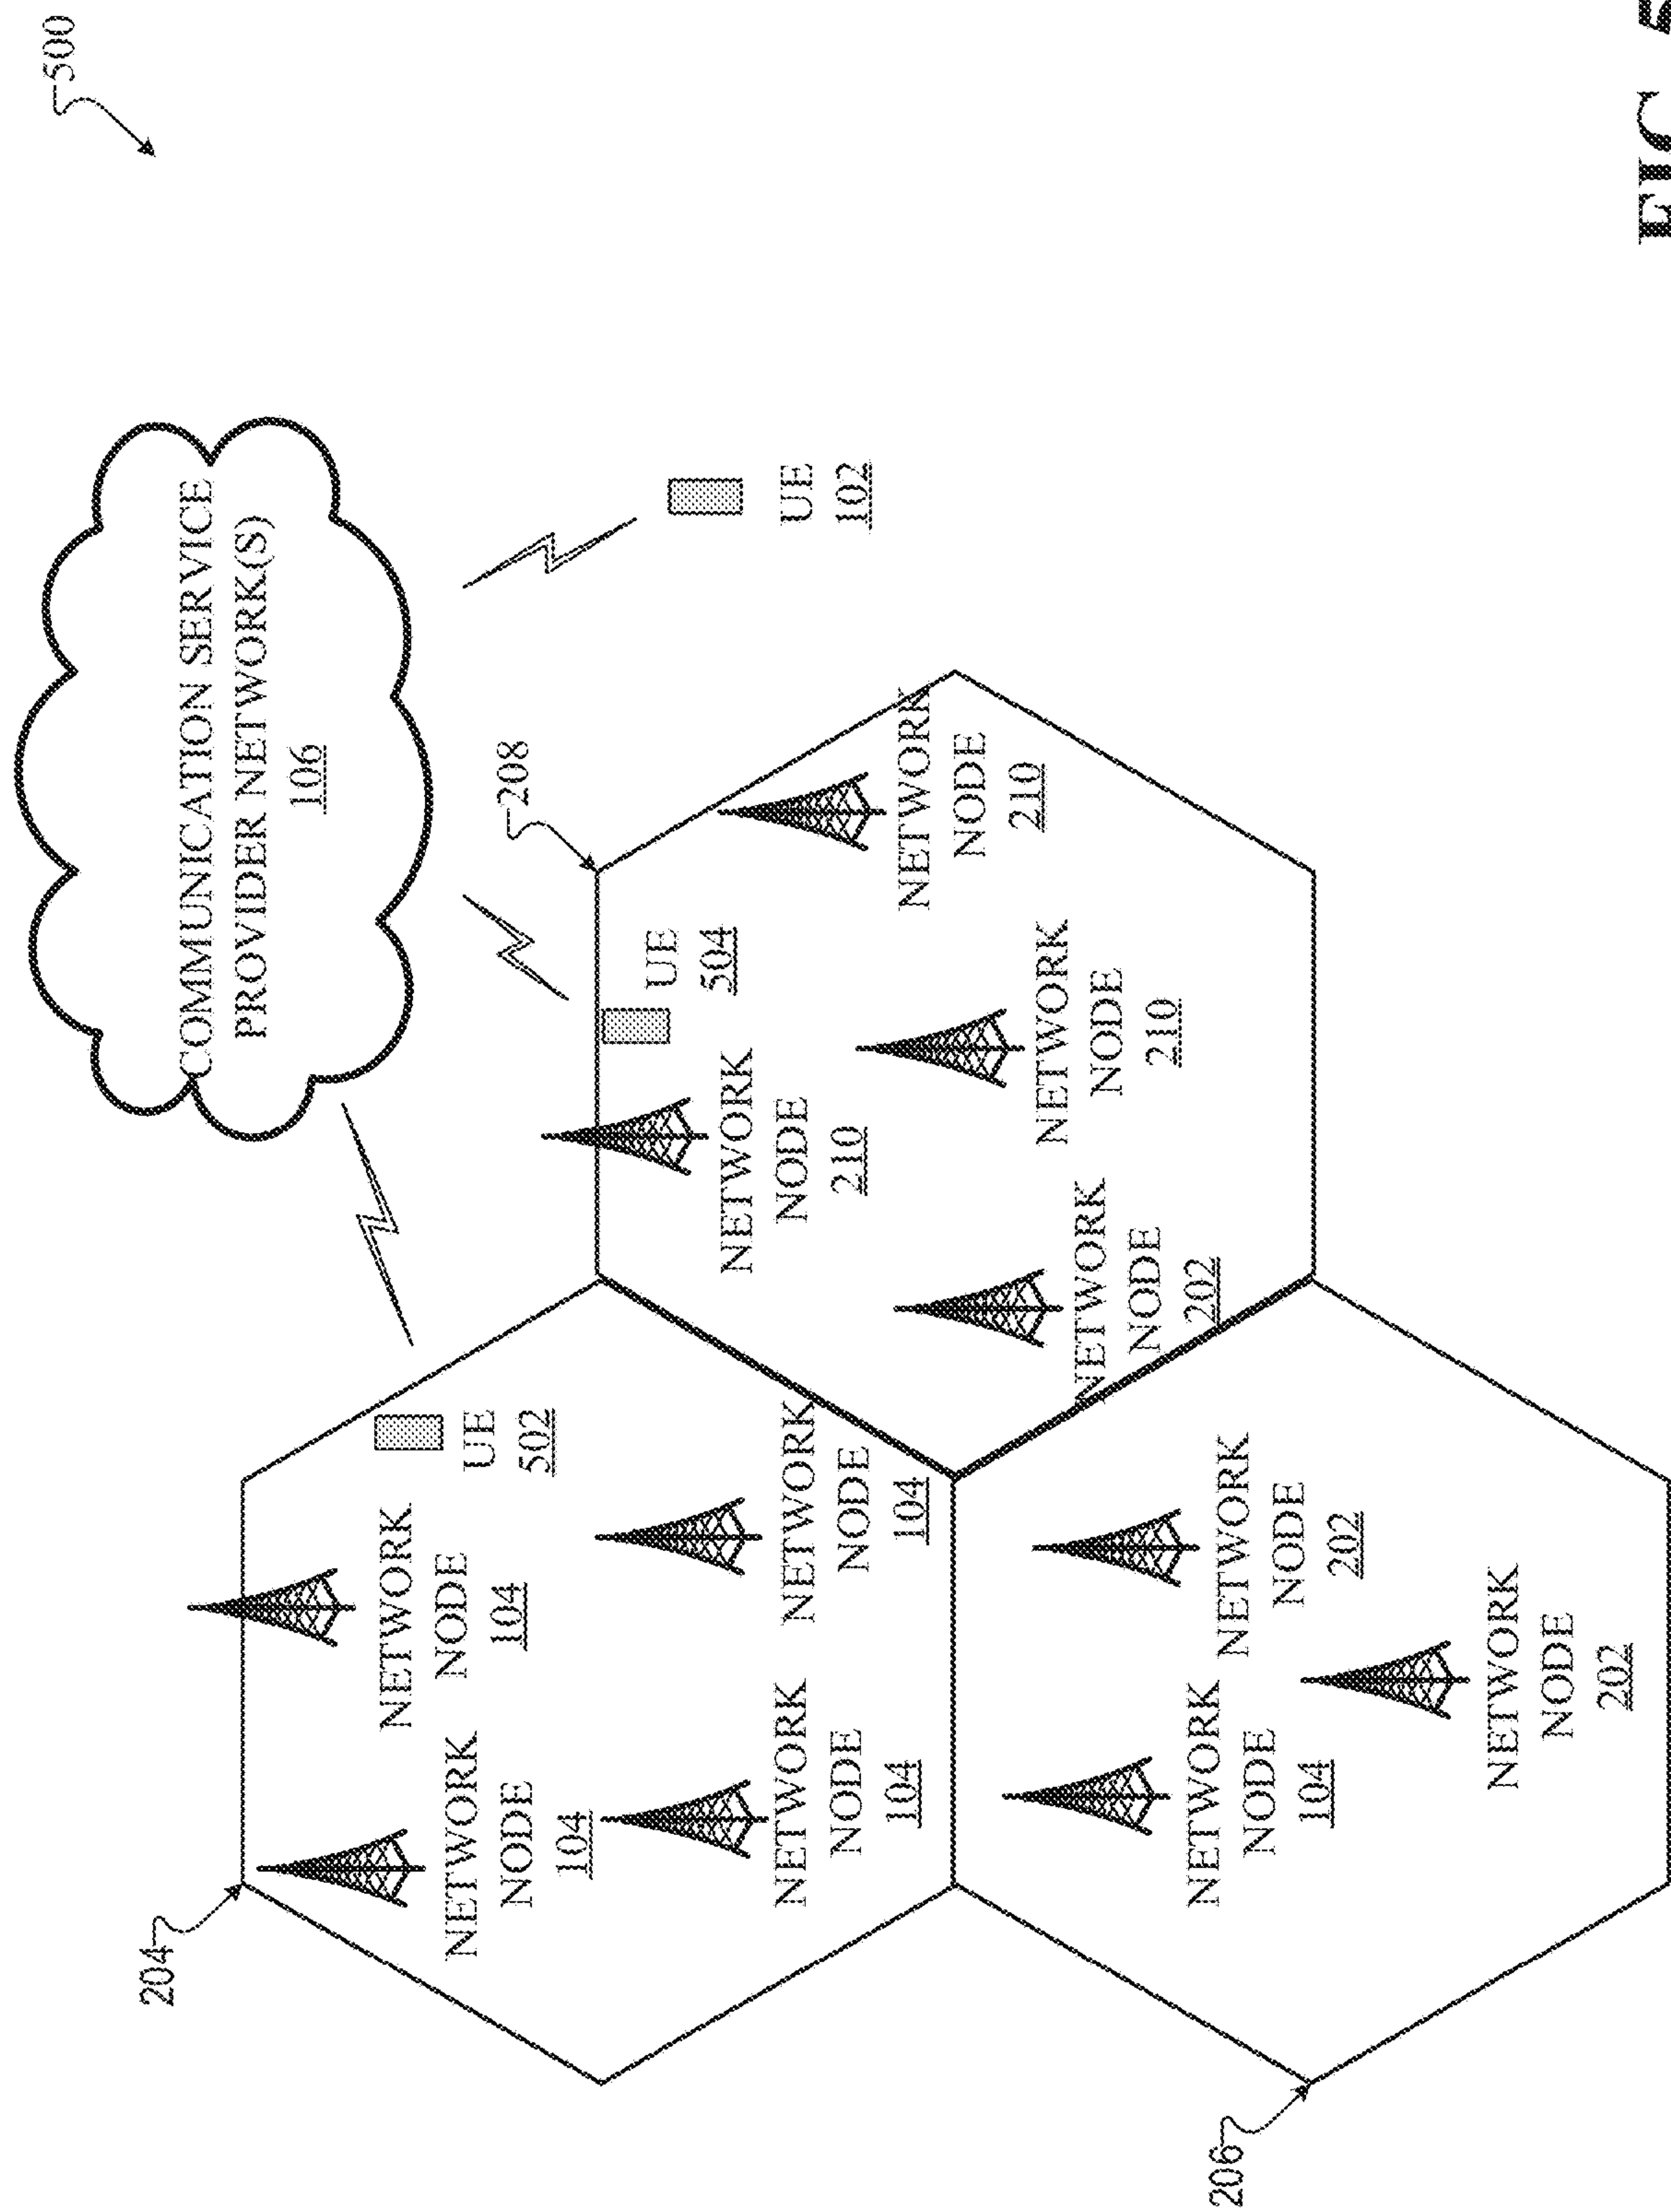 500
COMMUNICATION SERVICE
PROVIDER NETWORK(S)
106
204
208
UE
102
UE
502
UE
504
NETWORK
NODE
104
NETWORK
NODE
104
NETWORK
NODE
210
NETWORK
NODE
210
NETWORK
NODE
104
NETWORK
NODE
104
NETWORK
NODE
202
NETWORK
NODE
210
NETWORK
NODE
104
NETWORK
NODE
202
NETWORK
NODE
202
206
FIG. 5